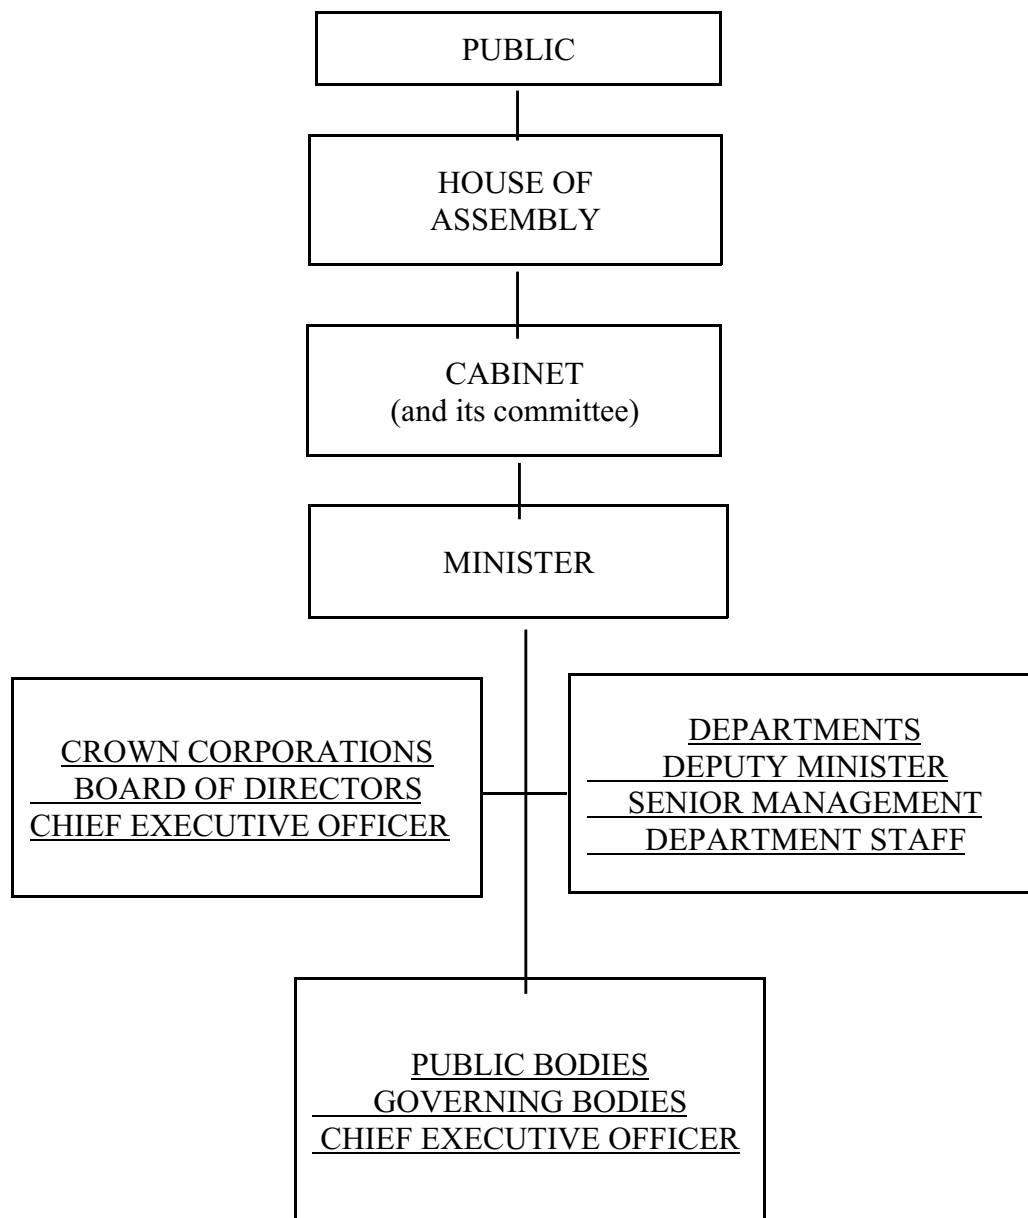 PUBLIC
HOUSE OF
ASSEMBLY
CABINET
(and its committee)
MINISTER
CROWN CORPORATIONS
BOARD OF DIRECTORS
CHIEF EXECUTIVE OFFICER
DEPARTMENTS
DEPUTY MINISTER
SENIOR MANAGEMENT
DEPARTMENT STAFF
PUBLIC BODIES
GOVERNING BODIES
CHIEF EXECUTIVE OFFICER